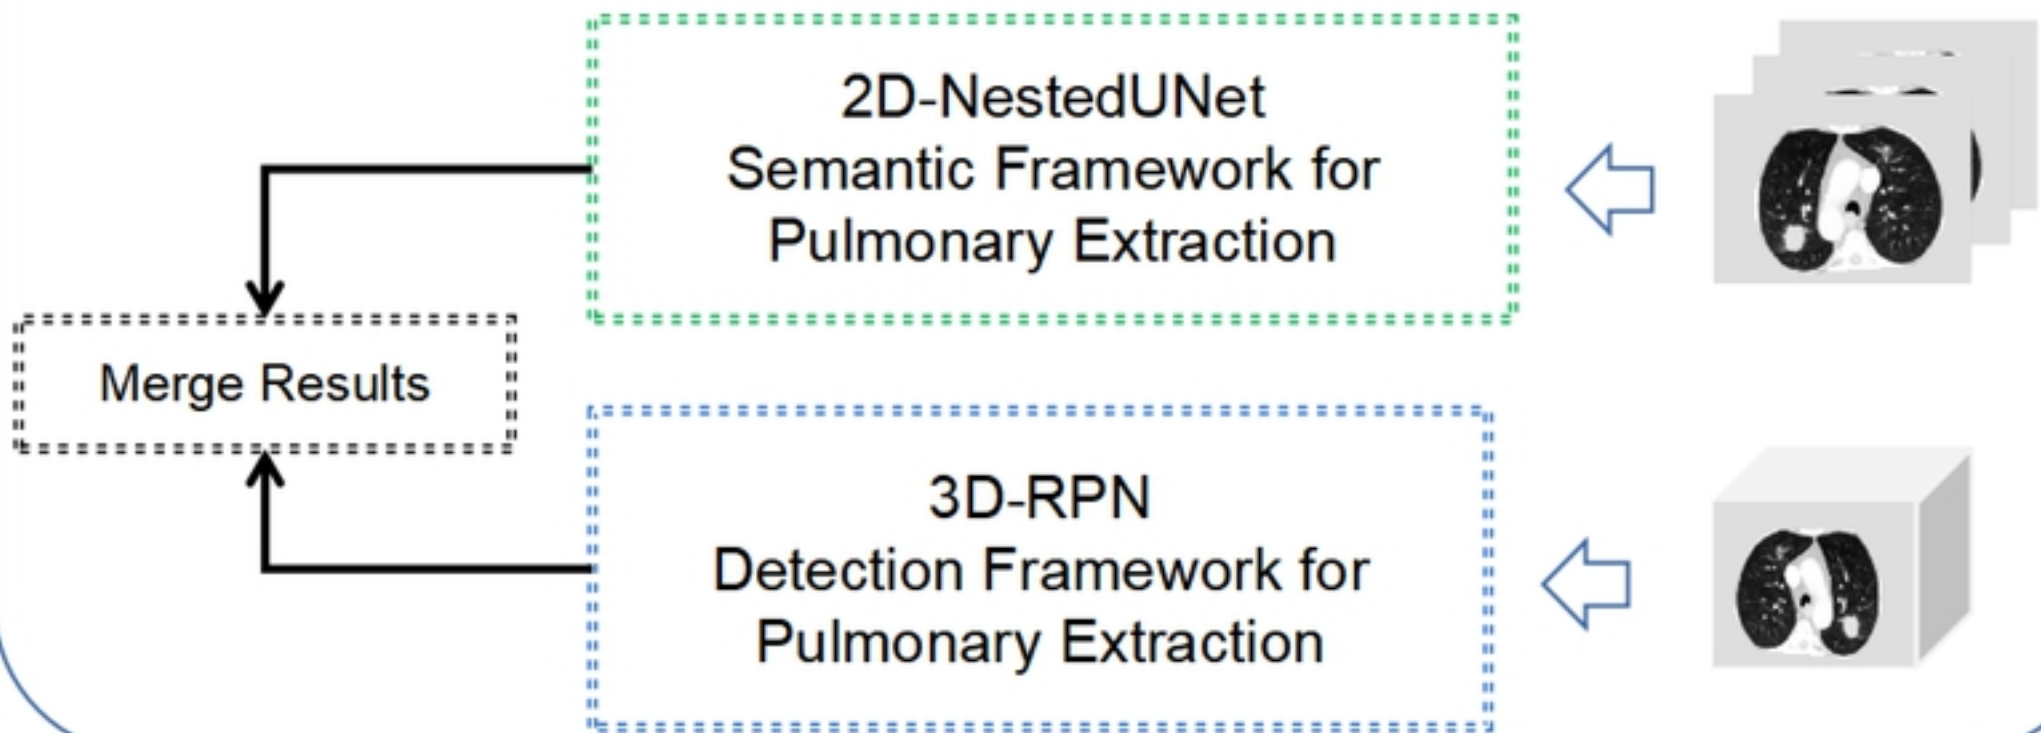 2D-NestedUNet
Semantic Framework for
Pulmonary Extraction
Merge Results
3D-RPN
Detection Framework for
Pulmonary Extraction